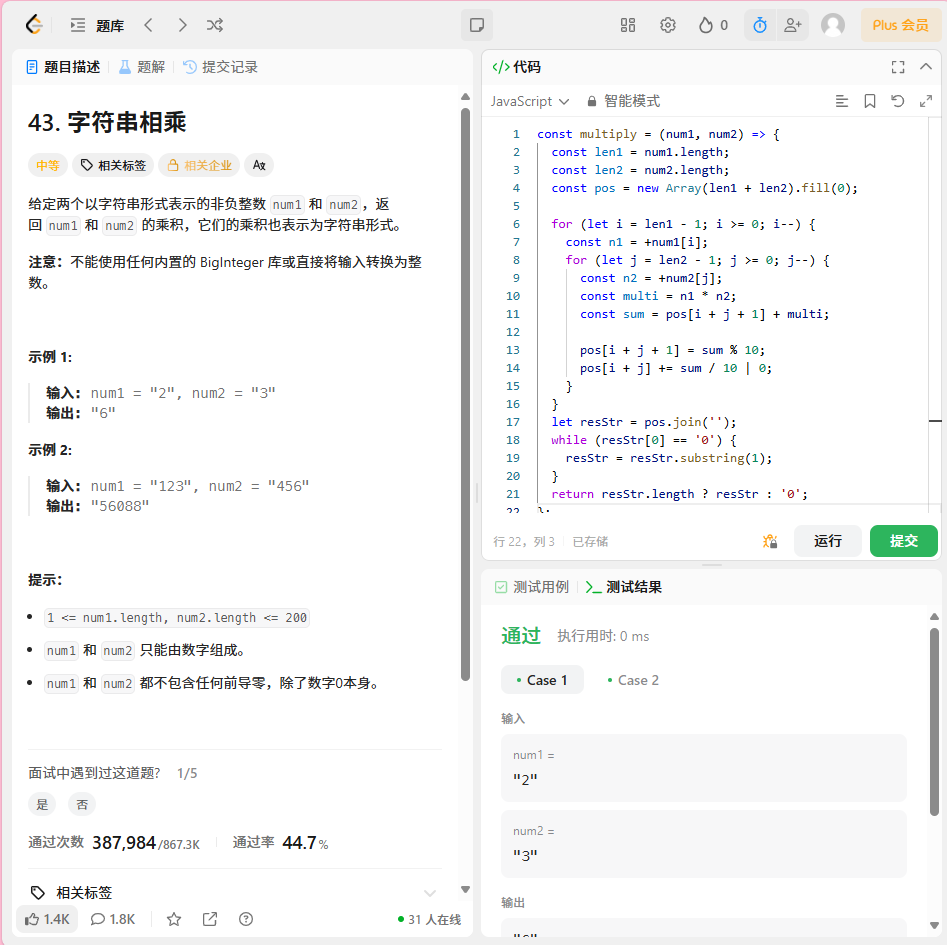 题库
0
Plus 会员
题目描述
题解
提交记录
43. 字符串相乘
中等
相关标签
相关企业
给定两个以字符串形式表示的非负整数 num1 和 num2，返
回 num1 和 num2 的乘积，它们的乘积也表示为字符串形式。
注意：不能使用任何内置的 BigInteger 库或直接将输入转换为整
数。
示例 1:
输入: num1 = "2", num2 = "3"
输出: "6"
示例 2:
输入: num1 = "123", num2 = "456"
输出: "56088"
提示：
1 <= num1.length, num2.length <= 200
num1 和 num2 只能由数字组成。
num1 和 num2 都不包含任何前导零，除了数字0本身。
面试中遇到过这道题? 1/5
是
否
通过次数 387,984/867.3K
通过率 44.7%
相关标签
1.4K
1.8K
31 人在线
</> 代码
JavaScript
智能模式
1 const multiply = (num1, num2) => {
2 const len1 = num1.length;
3 const len2 = num2.length;
4 const pos = new Array(len1 + len2).fill(0);
5
6 for (let i = len1 - 1; i >= 0; i--) {
7 const n1 = +num1[i];
8 for (let j = len2 - 1; j >= 0; j--) {
9 const n2 = +num2[j];
10 const multi = n1 * n2;
11 const sum = pos[i + j + 1] + multi;
12
13 pos[i + j + 1] = sum % 10;
14 pos[i + j] += sum / 10 | 0;
15 }
16 }
17 let resStr = pos.join('');
18 while (resStr[0] == '0') {
19 resStr = resStr.substring(1);
20 }
21 return resStr.length ? resStr : '0';
22 };
行 22，列 3
已存储
运行
提交
测试用例
测试结果
通过
执行用时: 0 ms
Case 1
Case 2
输入
num1 =
"2"
num2 =
"3"
输出
"6"